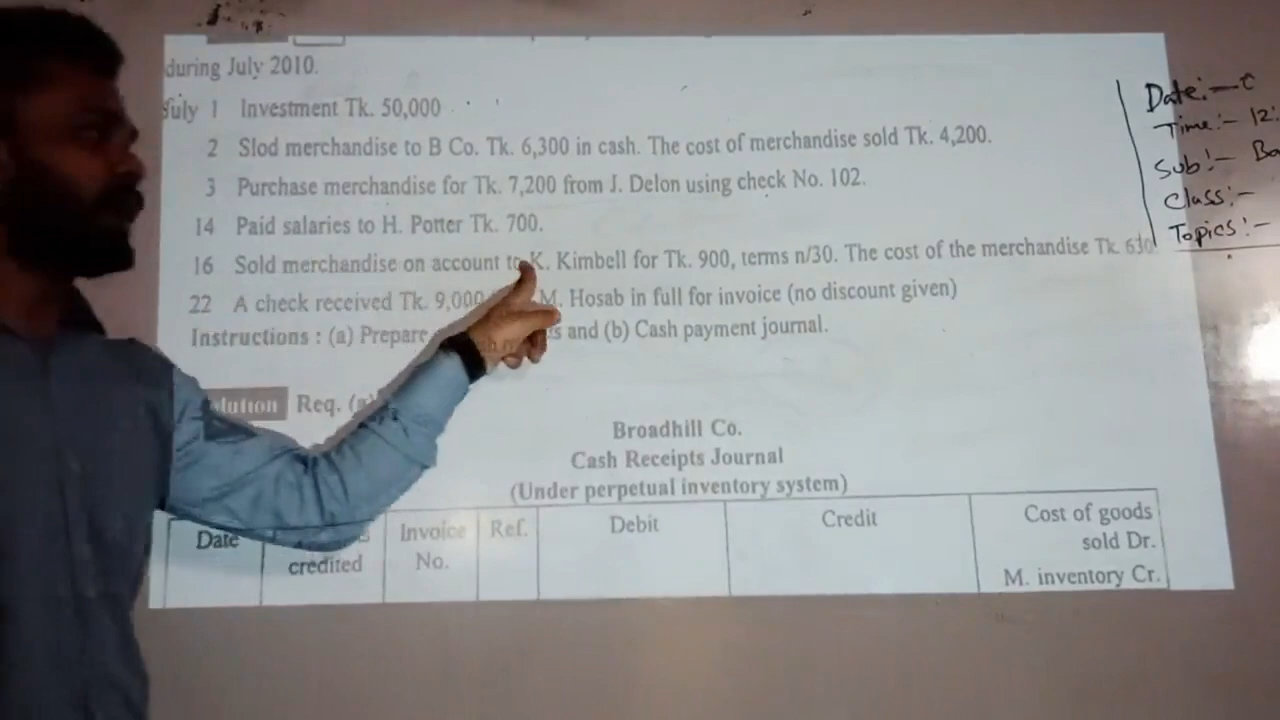 during July 2010.
July 1 Investment Tk. 50,000
2 Slod merchandise to B Co. Tk. 6,300 in cash. The cost of merchandise sold Tk. 4,200.
3 Purchase merchandise for Tk. 7,200 from J. Delon using check No. 102.
14 Paid salaries to H. Potter Tk. 700.
16 Sold merchandise on account to K. Kimbell for Tk. 900, terms n/30. The cost of the merchandise Tk. 630
22 A check received Tk. 9,000 M. Hosab in full for invoice (no discount given)
Instructions : (a) Prepare and (b) Cash payment journal.
Req. (a)
Broadhill Co.
Cash Receipts Journal
(Under perpetual inventory system)
Date
credited
Invoice
No.
Ref.
Debit
Credit
Cost of goods
sold Dr.
M. inventory Cr.
Date:-
Time:- 12:
Sub:-
Class:-
Topics:-